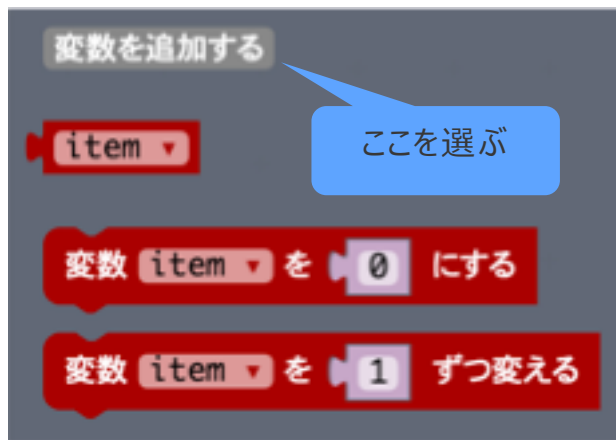 変数を追加する
ここを選ぶ
item
変数 item を 0 にする
変数 item を 1 ずつ変える